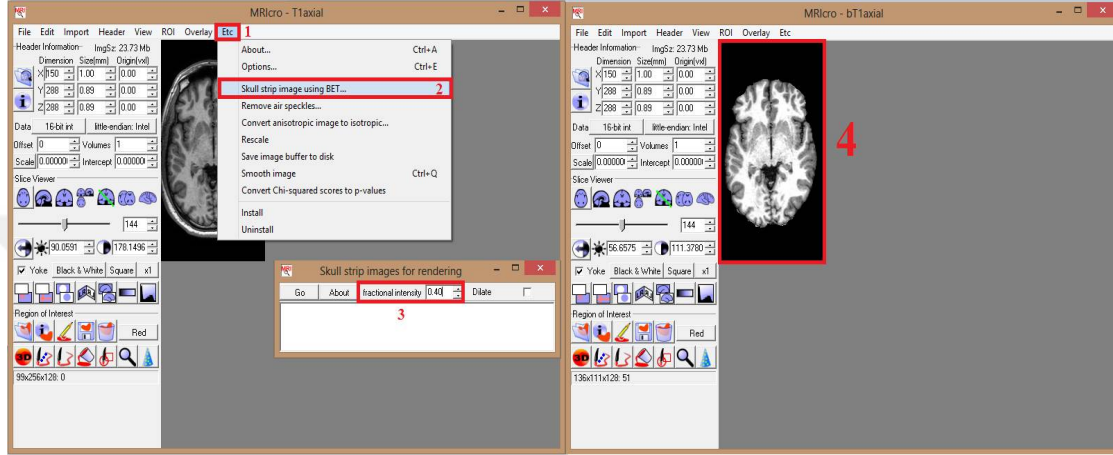 MRIcro - T1axial
File Edit Import Header View ROI Overlay Etc 1
Header Information ImgSz: 23.73 Mb
Dimension Size(mm) Origin(vxl)
X 150 1.00 0.00
Y 288 0.89 0.00
Z 288 0.89 0.00
Data 16-bit int little-endian: Intel
Offset 0 Volumes 1
Scale 0.00000 Intercept 0.00000
Slice Viewer
144
90.0591 178.1496
Yoke Black & White Square x1
Region of Interest
Red
3D
99x256x128: 0
About... Ctrl+A
Options... Ctrl+E
Skull strip image using BET... 2
Remove air speckles...
Convert anisotropic image to isotropic...
Rescale
Save image buffer to disk
Smooth image Ctrl+Q
Convert Chi-squared scores to p-values
Install
Uninstall
Skull strip images for rendering
Go About fractional intensity 0.40 Dilate
3
MRIcro - bT1axial
File Edit Import Header View ROI Overlay Etc
Header Information ImgSz: 23.73 Mb
Dimension Size(mm) Origin(vxl)
X 150 1.00 0.00
Y 288 0.89 0.00
Z 288 0.89 0.00
Data 16-bit int little-endian: Intel
Offset 0 Volumes 1
Scale 0.00000 Intercept 0.00000
Slice Viewer
144
56.6575 111.3780
Yoke Black & White Square x1
Region of Interest
Red
3D
136x111x128: 51
4